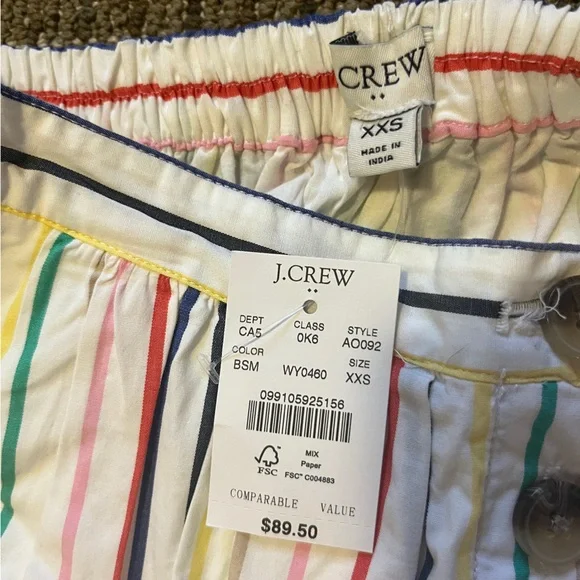 CREW
XXS
MADE IN
INDIA
J.CREW
DEPT CLASS STYLE
CA5 0K6 AO092
COLOR SIZE
BSM WY0460 XXS
099105925156
MIX
Paper
FSC™ C004883
FSC
COMPARABLE VALUE
$89.50